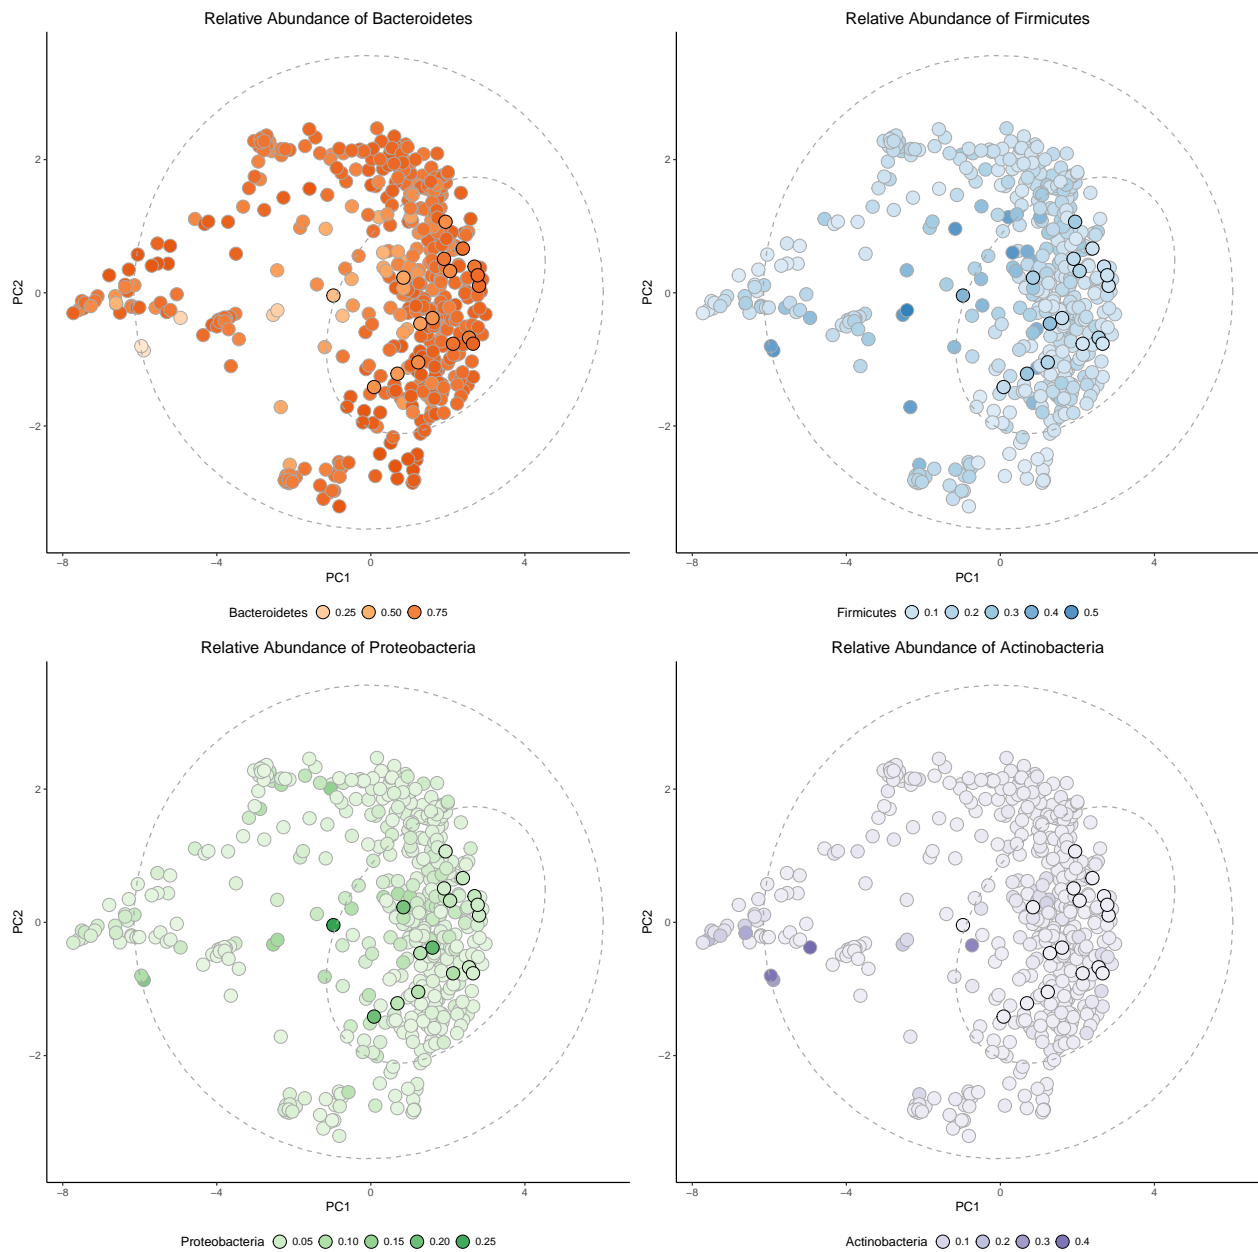 Relative Abundance of Bacteroidetes
2
0
−2
PC2
−8 −4 0 4
PC1
Bacteroidetes 0.25 0.50 0.75
Relative Abundance of Firmicutes
2
0
−2
PC2
−8 −4 0 4
PC1
Firmicutes 0.1 0.2 0.3 0.4 0.5
Relative Abundance of Proteobacteria
2
0
−2
PC2
−8 −4 0 4
PC1
Proteobacteria 0.05 0.10 0.15 0.20 0.25
Relative Abundance of Actinobacteria
2
0
−2
PC2
−8 −4 0 4
PC1
Actinobacteria 0.1 0.2 0.3 0.4